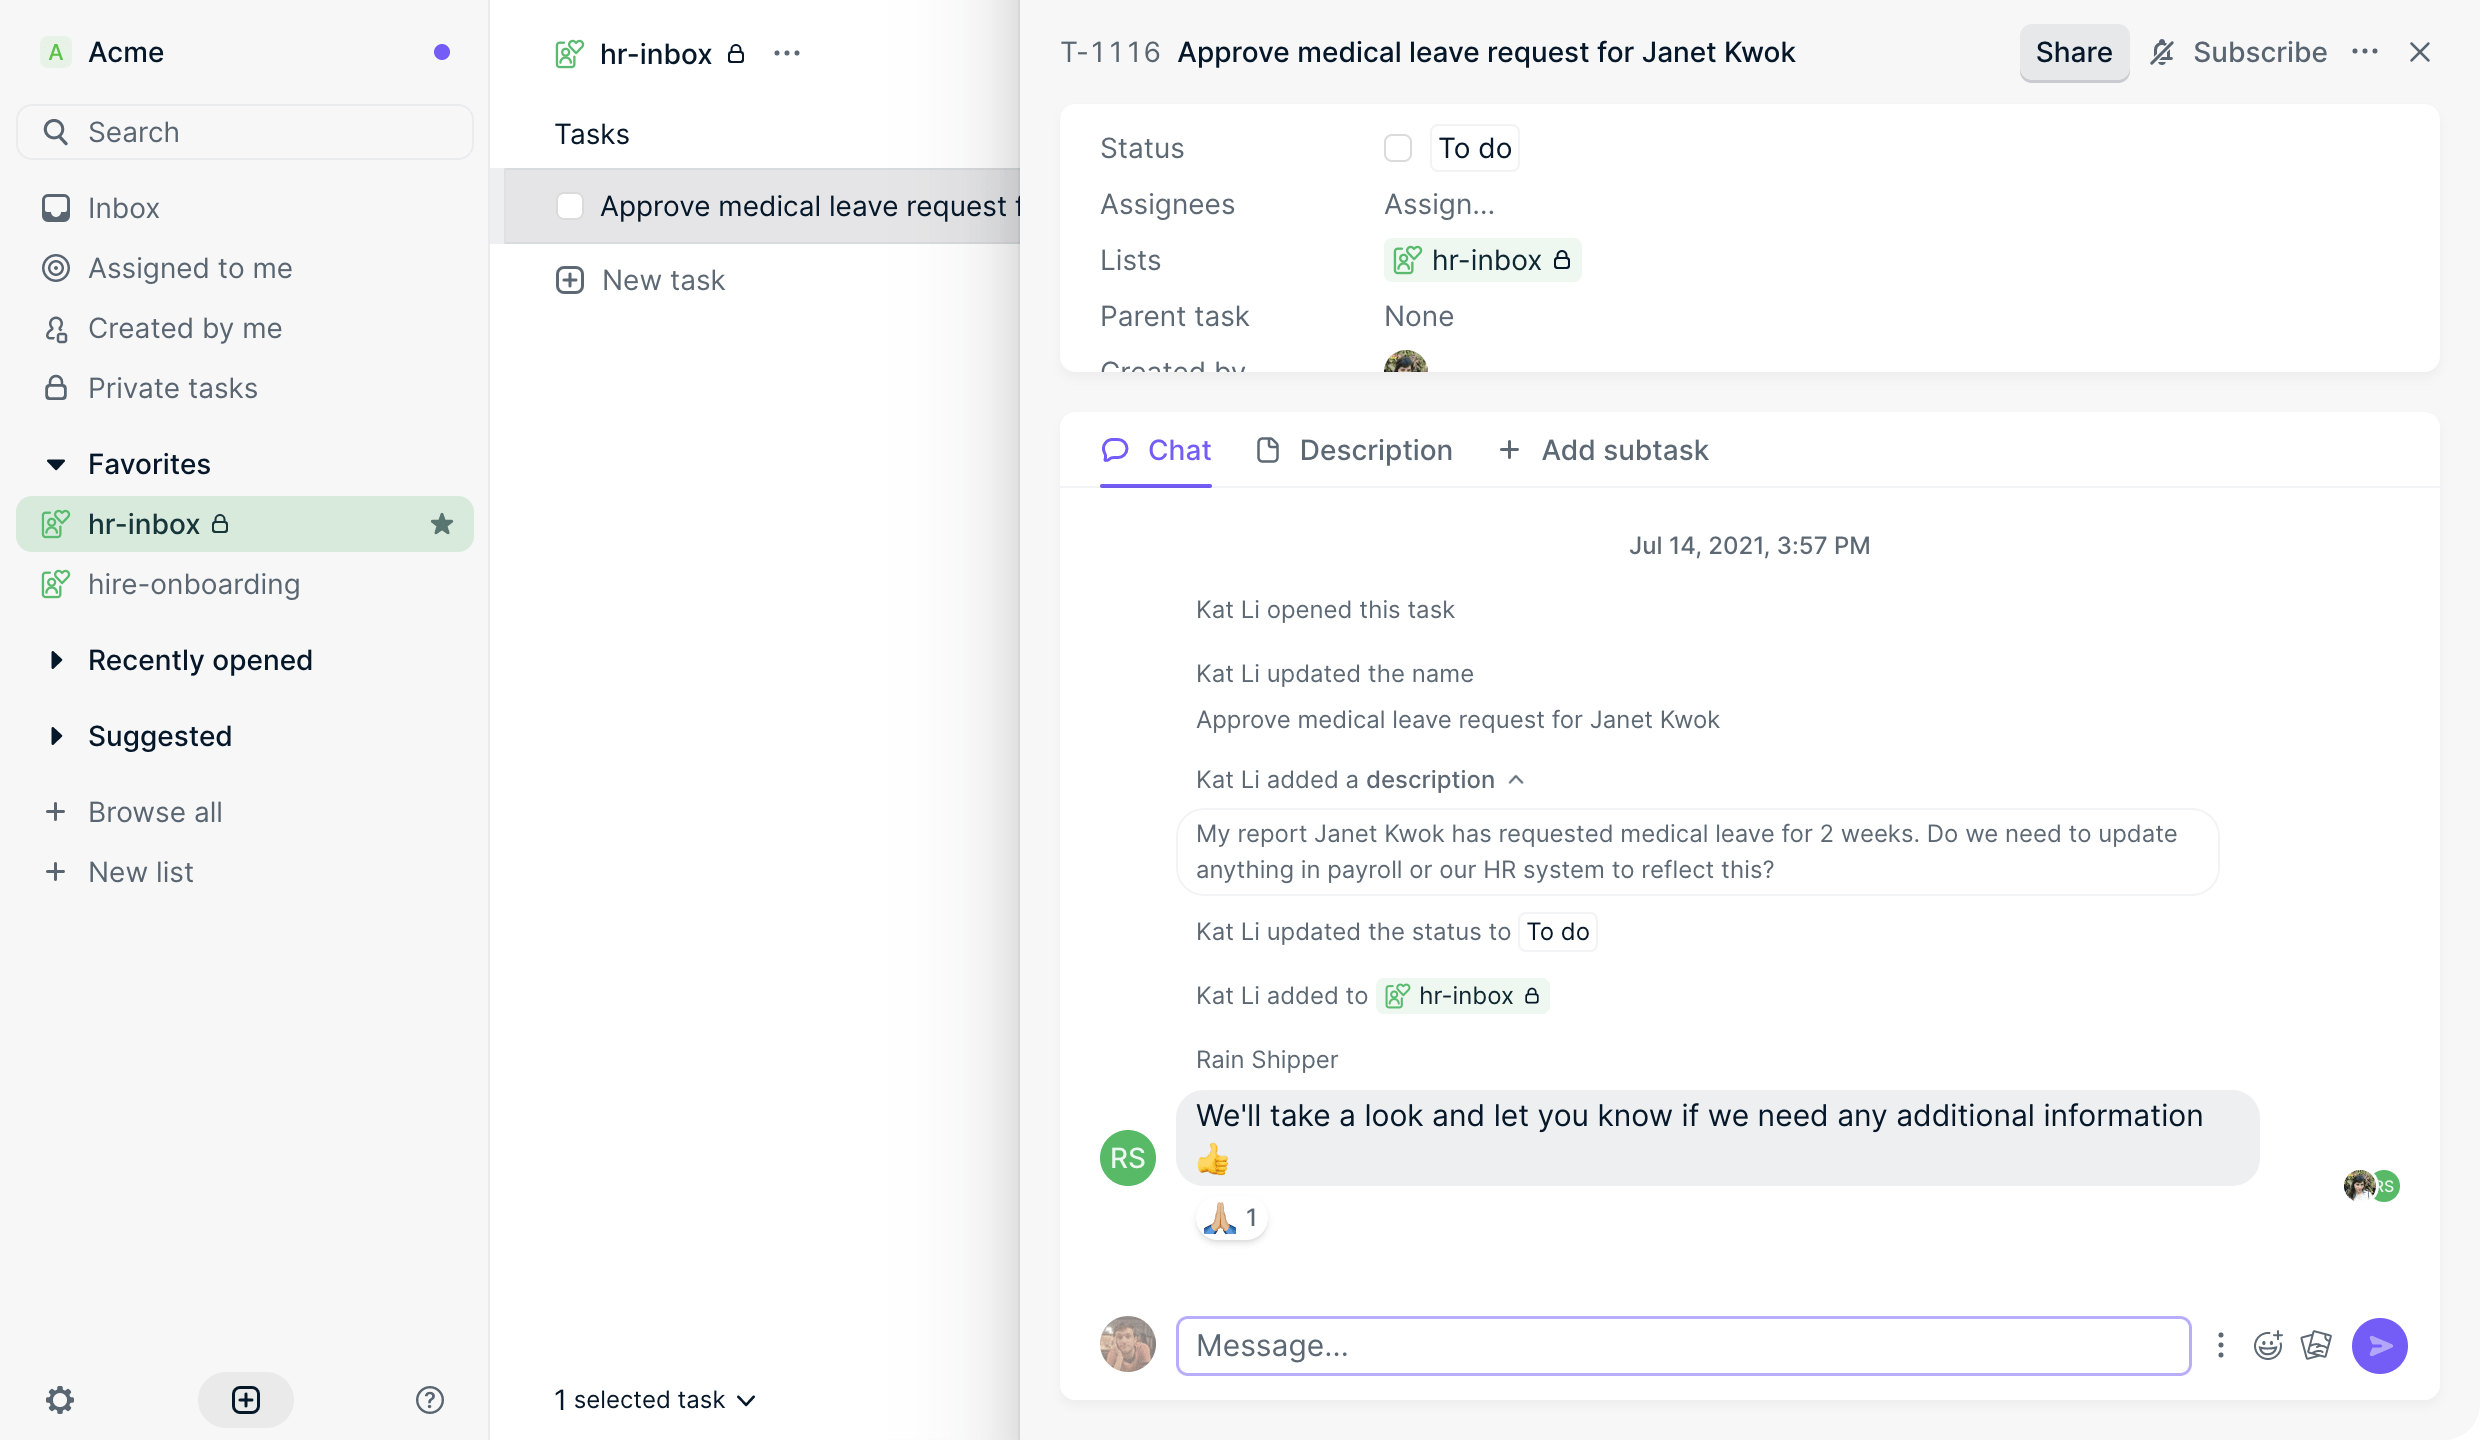 A Acme
Search
Inbox
Assigned to me
Created by me
Private tasks
Favorites
hr-inbox
hire-onboarding
Recently opened
Suggested
Browse all
New list
hr-inbox
Tasks
Approve medical leave request f
New task
1 selected task
T-1116 Approve medical leave request for Janet Kwok
Share Subscribe
Status To do
Assignees Assign...
Lists hr-inbox
Parent task None
Created by
Chat Description Add subtask
Jul 14, 2021, 3:57 PM
Kat Li opened this task
Kat Li updated the name
Approve medical leave request for Janet Kwok
Kat Li added a description
My report Janet Kwok has requested medical leave for 2 weeks. Do we need to update
anything in payroll or our HR system to reflect this?
Kat Li updated the status to To do
Kat Li added to hr-inbox
Rain Shipper
We'll take a look and let you know if we need any additional information
👍
RS
RS
🙏🏼 1
Message...